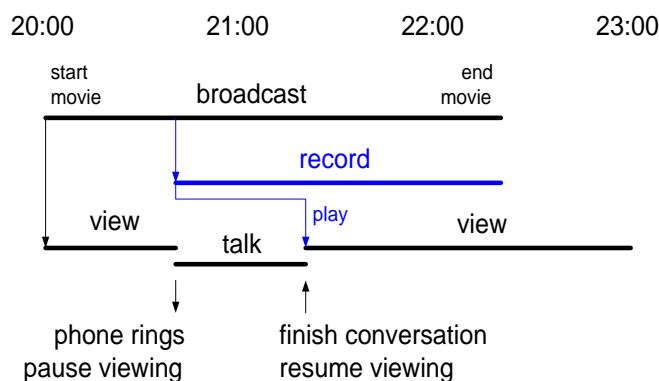 20:00 21:00 22:00 23:00
start
movie
broadcast
end
movie
record
view
play
view
talk
phone rings
pause viewing
finish conversation
resume viewing